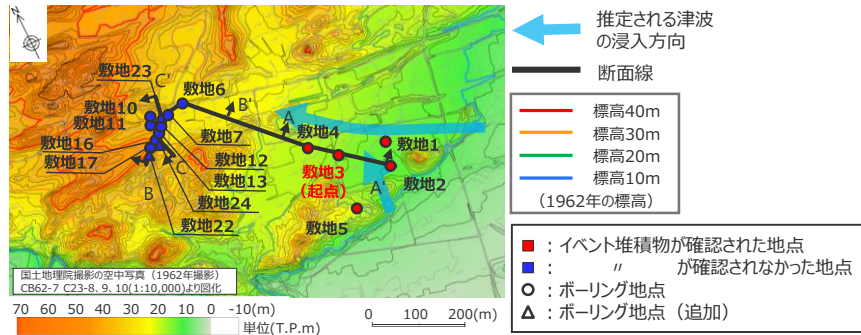 N
敷地23
C'
敷地6
敷地10
敷地11
B'
A
敷地4
敷地1
敷地16
敷地7
敷地17
敷地12
敷地3
(起点)
敷地13
A'
敷地2
B
C
敷地24
敷地22
敷地5
国土地理院撮影の空中写真（1962年撮影）
CB62-7 C23-8、9、10(1:10,000)より図化
70 60 50 40 30 20 10 0 -10(m)
単位(T.P.m)
0 100 200(m)
推定される津波
の浸入方向
断面線
標高40m
標高30m
標高20m
標高10m
（1962年の標高）
：イベント堆積物が確認された地点
： 〃 が確認されなかった地点
：ボーリング地点
：ボーリング地点（追加）